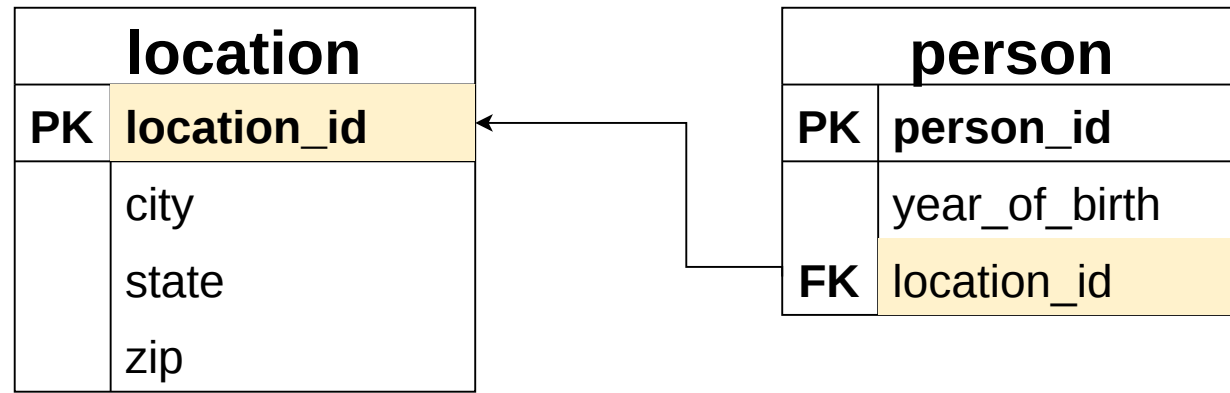 location
PK location_id
city
state
zip
person
PK person_id
year_of_birth
FK location_id